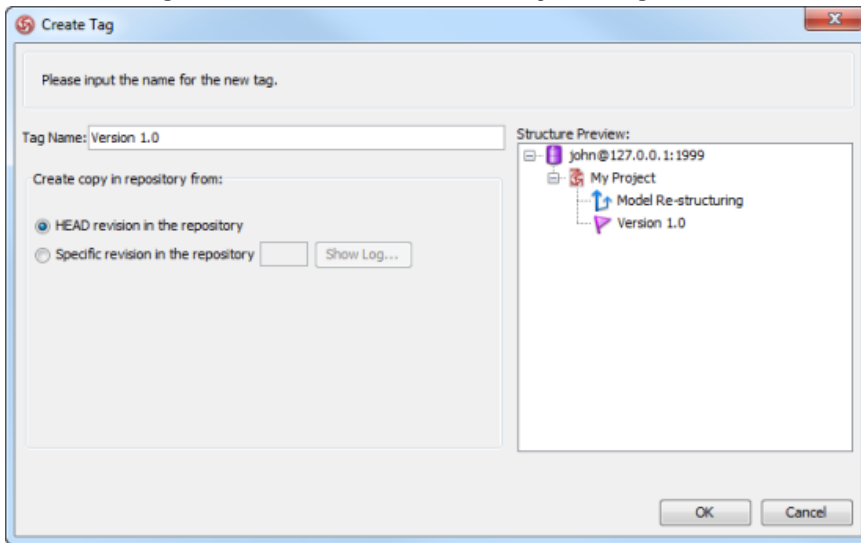 Create Tag
Please input the name for the new tag.
Tag Name: Version 1.0
Create copy in repository from:
HEAD revision in the repository
Specific revision in the repository
Show Log...
Structure Preview:
john@127.0.0.1:1999
My Project
Model Re-structuring
Version 1.0
OK
Cancel